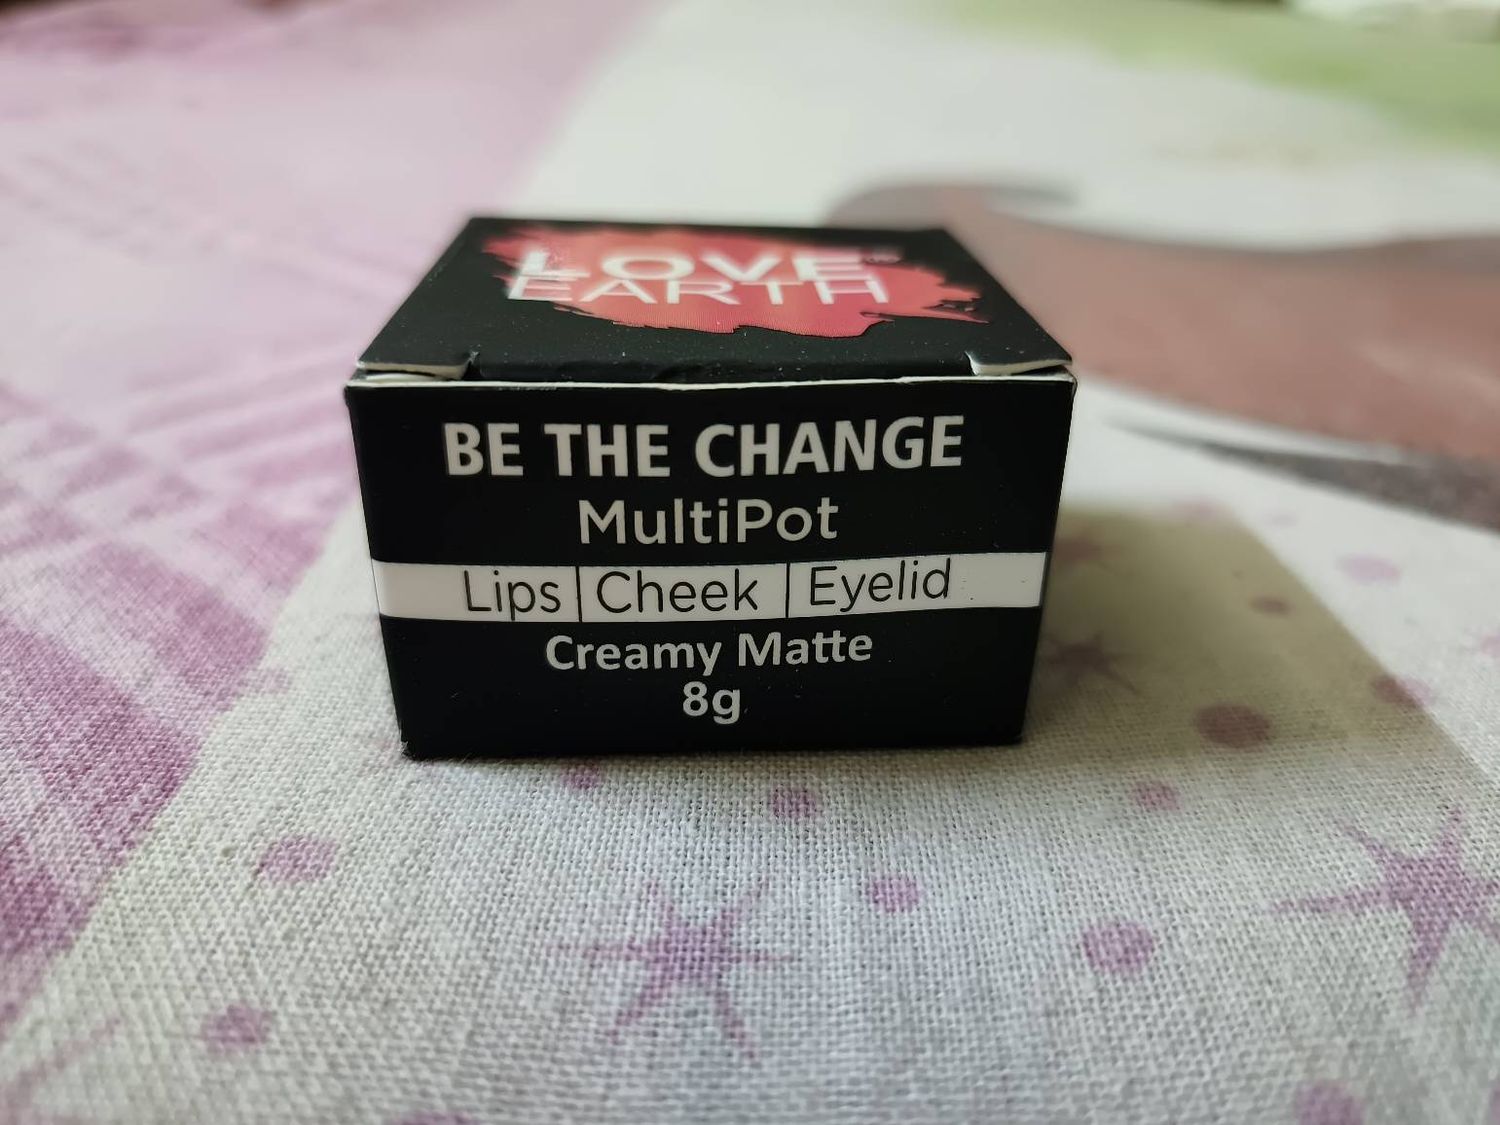 LOVE
EARTH
BE THE CHANGE
MultiPot
Lips | Cheek | Eyelid
Creamy Matte
8g